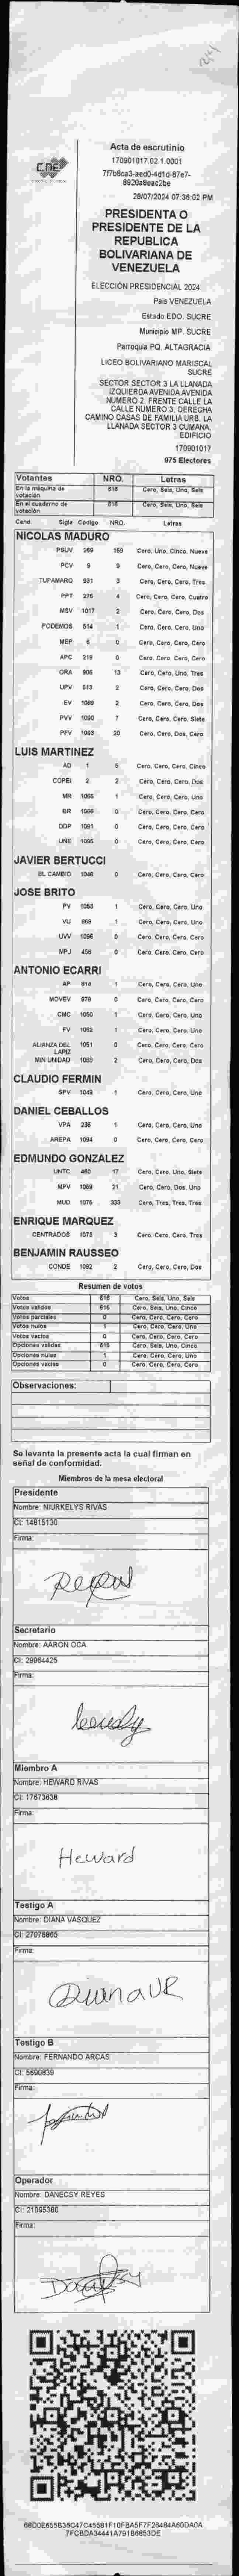 2/4
CNE
Acta de escrutinio
170901017.02.1.0001
28/07/2024 07:36:02 PM
PRESIDENTA O
PRESIDENTE DE LA
REPUBLICA
BOLIVARIANA DE
VENEZUELA
ELECCIÓN PRESIDENCIAL 2024
País VENEZUELA
Estado EDO. SUCRE
Municipio MP. SUCRE
Parroquia PQ. ALTAGRACIA
LICEO BOLIVARIANO MARISCAL
SUCRE
SECTOR SECTOR 3 LA LLANADA
IZQUIERDA AVENIDA AVENIDA
NUMERO 2. FRENTE CALLE LA
CALLE NUMERO 3. DERECHA
CAMINO CASAS DE FAMILIA URB. LA
LLANADA SECTOR 3 CUMANA.
EDIFICIO
170901017
975 Electores
Votantes NRO. Letras
En la máquina de votación 616 Cero, Seis, Uno, Seis
En el cuaderno de votación 616 Cero, Seis, Uno, Seis
Cand Sigla Codigo NRO. Letras
NICOLAS MADURO
PSUV 269 159 Cero, Uno, Cinco, Nueve
PCV 9 9 Cero, Cero, Cero, Nueve
TUPAMARO 931 3 Cero, Cero, Cero, Tres
PPT 275 4 Cero, Cero, Cero, Cuatro
MSV 1017 2 Cero, Cero, Cero, Dos
PODEMOS 514 1 Cero, Cero, Cero, Uno
MEP 6 0 Cero, Cero, Cero, Cero
APC 219 0 Cero, Cero, Cero, Cero
ORA 906 13 Cero, Cero, Uno, Tres
UPV 513 2 Cero, Cero, Cero, Dos
EV 1089 2 Cero, Cero, Cero, Dos
PVV 1090 7 Cero, Cero, Cero, Siete
PFV 1083 20 Cero, Cero, Dos, Cero
LUIS MARTINEZ
AD 1 5 Cero, Cero, Cero, Cinco
COPEI 2 2 Cero, Cero, Cero, Dos
MR 1065 1 Cero, Cero, Cero, Uno
BR 1086 0 Cero, Cero, Cero, Cero
DDP 1091 0 Cero, Cero, Cero, Cero
UNE 1095 0 Cero, Cero, Cero, Cero
JAVIER BERTUCCI
EL CAMBIO 1048 0 Cero, Cero, Cero, Cero
JOSE BRITO
PV 1053 1 Cero, Cero, Cero, Uno
VU 968 1 Cero, Cero, Cero, Uno
UVV 1096 0 Cero, Cero, Cero, Cero
MPJ 456 0 Cero, Cero, Cero, Cero
ANTONIO ECARRI
AP 914 1 Cero, Cero, Cero, Uno
MOVEV 979 0 Cero, Cero, Cero, Cero
CMC 1050 1 Cero, Cero, Cero, Uno
FV 1052 1 Cero, Cero, Cero, Uno
ALIANZA DEL LAPIZ 1051 0 Cero, Cero, Cero, Cero
MIN UNIDAD 1088 2 Cero, Cero, Cero, Dos
CLAUDIO FERMIN
SPV 1049 1 Cero, Cero, Cero, Uno
DANIEL CEBALLOS
VPA 236 1 Cero, Cero, Cero, Uno
AREPA 1094 0 Cero, Cero, Cero, Cero
EDMUNDO GONZALEZ
UNTC 480 17 Cero, Cero, Uno, Siete
MPV 1069 21 Cero, Cero, Dos, Uno
MUD 1075 333 Cero, Tres, Tres, Tres
ENRIQUE MARQUEZ
CENTRADOS 1073 3 Cero, Cero, Cero, Tres
BENJAMIN RAUSSEO
CONDE 1092 2 Cero, Cero, Cero, Dos
Resumen de votos
Votos 616 Cero, Seis, Uno, Seis
Votos validos 615 Cero, Seis, Uno, Cinco
Votos parciales 0 Cero, Cero, Cero, Cero
Votos nulos 1 Cero, Cero, Cero, Uno
Votos vacíos 0 Cero, Cero, Cero, Cero
Opciones validas 615 Cero, Seis, Uno, Cinco
Opciones nulas 1 Cero, Cero, Cero, Uno
Opciones vacias 0 Cero, Cero, Cero, Cero
Observaciones:
Se levanta la presente acta la cual firman en
señal de conformidad.
Miembros de la mesa electoral
Presidente
Nombre: NIURKELYS RIVAS
CI: 14815130
Firma:
Secretario
Nombre: AARON OCA
CI: 29984425
Firma:
Miembro A
Nombre: HEWARD RIVAS
CI: 17673638
Firma:
Heward
Testigo A
Nombre: DIANA VASQUEZ
CI: 27078865
Firma:
Testigo B
Nombre: FERNANDO ARCAS
CI: 5690839
Firma:
Operador
Nombre: DANECSY REYES
CI: 21095380
Firma: